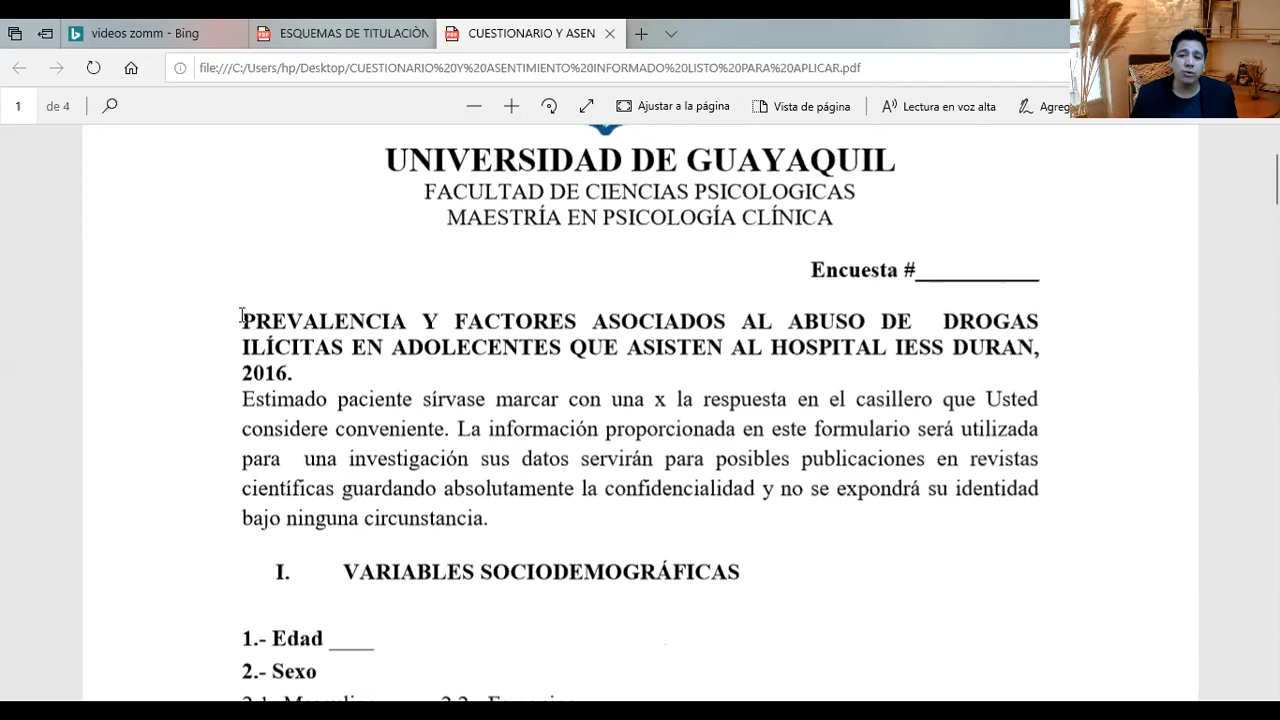 videos zomm - Bing
ESQUEMAS DE TITULACIÒN
CUESTIONARIO Y ASEN
file:///C:/Users/hp/Desktop/CUESTIONARIO%20Y%20ASENTIMIENTO%20INFORMADO%20LISTO%20PARA%20APLICAR.pdf
1 de 4
Ajustar a la página
Vista de página
Lectura en voz alta
Agreg
UNIVERSIDAD DE GUAYAQUIL
FACULTAD DE CIENCIAS PSICOLOGICAS
MAESTRÍA EN PSICOLOGÍA CLÍNICA
Encuesta #___________
PREVALENCIA Y FACTORES ASOCIADOS AL ABUSO DE DROGAS
ILÍCITAS EN ADOLECENTES QUE ASISTEN AL HOSPITAL IESS DURAN,
2016.
Estimado paciente sírvase marcar con una x la respuesta en el casillero que Usted
considere conveniente. La información proporcionada en este formulario será utilizada
para una investigación sus datos servirán para posibles publicaciones en revistas
científicas guardando absolutamente la confidencialidad y no se expondrá su identidad
bajo ninguna circunstancia.
I. VARIABLES SOCIODEMOGRÁFICAS
1.- Edad ____
2.- Sexo